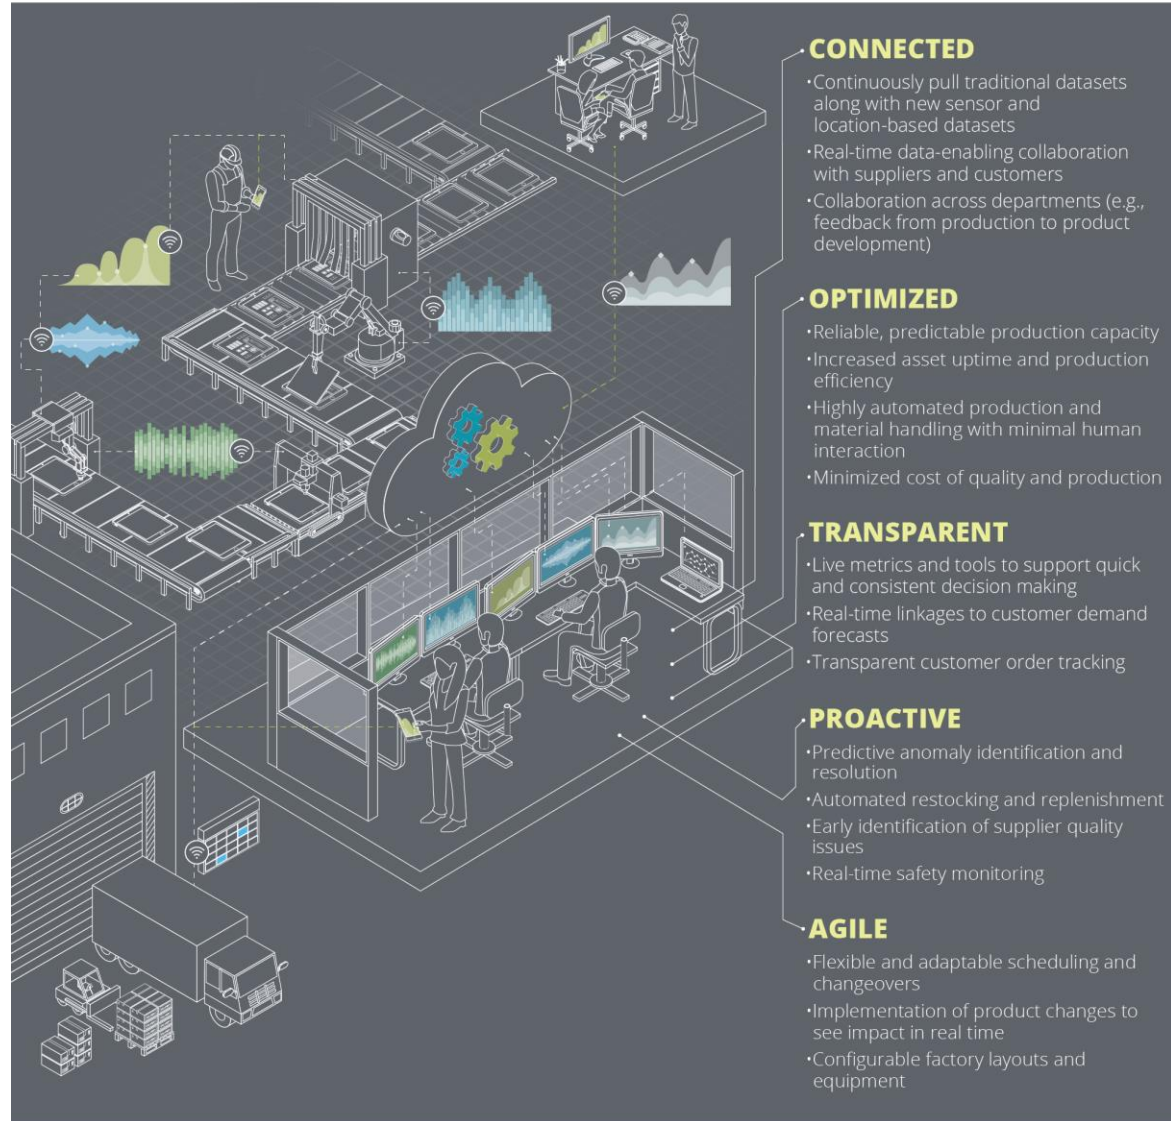 CONNECTED
•Continuously pull traditional datasets
along with new sensor and
location-based datasets
•Real-time data-enabling collaboration
with suppliers and customers
•Collaboration across departments (e.g.,
feedback from production to product
development)
OPTIMIZED
•Reliable, predictable production capacity
•Increased asset uptime and production
efficiency
•Highly automated production and
material handling with minimal human
interaction
•Minimized cost of quality and production
TRANSPARENT
•Live metrics and tools to support quick
and consistent decision making
•Real-time linkages to customer demand
forecasts
•Transparent customer order tracking
PROACTIVE
•Predictive anomaly identification and
resolution
•Automated restocking and replenishment
•Early identification of supplier quality
issues
•Real-time safety monitoring
AGILE
•Flexible and adaptable scheduling and
changeovers
•Implementation of product changes to
see impact in real time
•Configurable factory layouts and
equipment